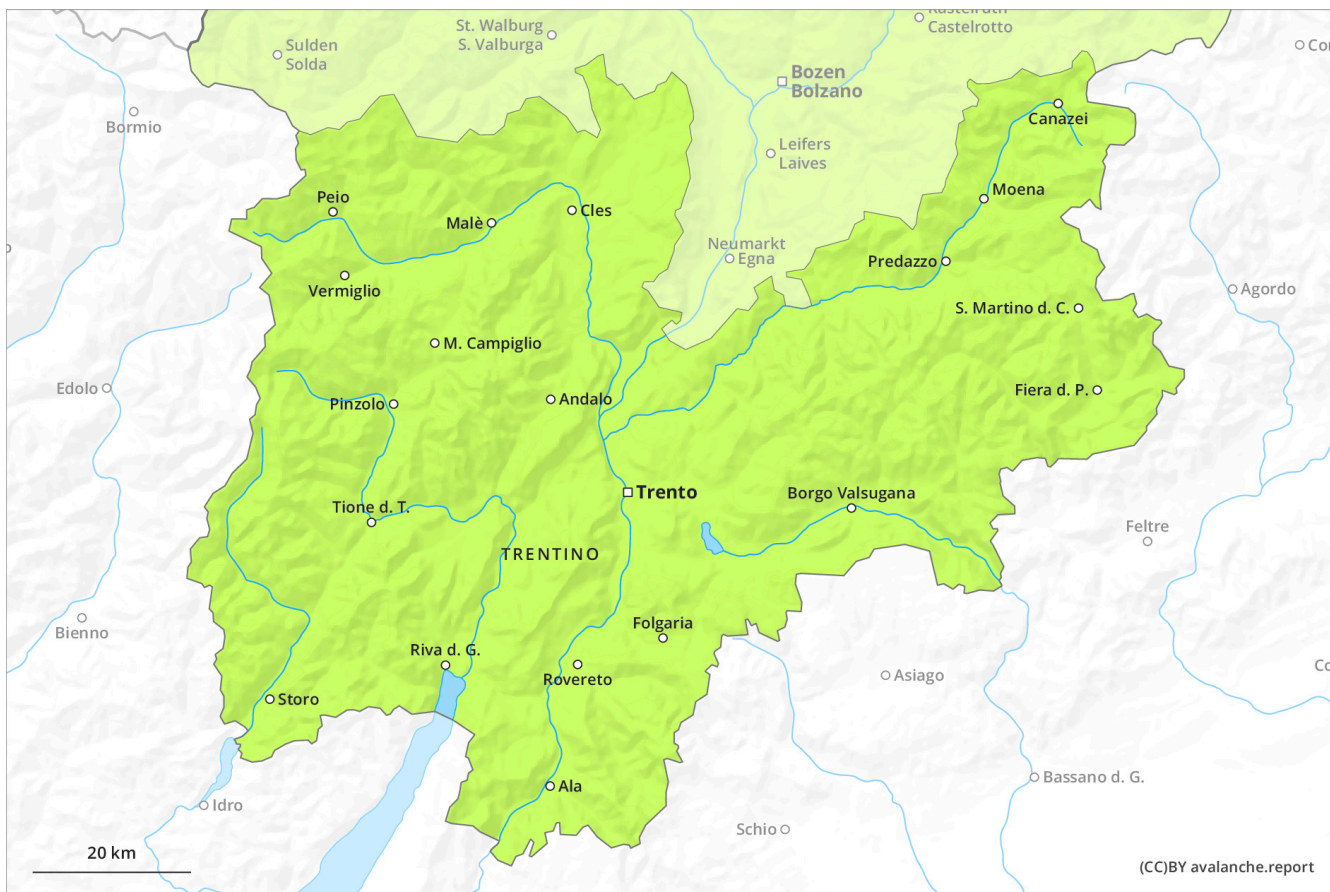 Kastelruth
Castelrotto
St. Walburg
S. Valburga
Sulden
Solda
Bozen
Bolzano
Bormio
Canazei
Leifers
Laives
Moena
Peio
Malè
Cles
Neumarkt
Egna
Predazzo
Vermiglio
Agordo
S. Martino d. C.
M. Campiglio
Edolo
Pinzolo
Andalo
Fiera d. P.
Trento
Borgo Valsugana
Tione d. T.
Feltre
TRENTINO
Bienno
Folgaria
Riva d. G.
Rovereto
Asiago
Storo
Ala
Bassano d. G.
Idro
Schio
20 km
(CC)BY avalanche.report